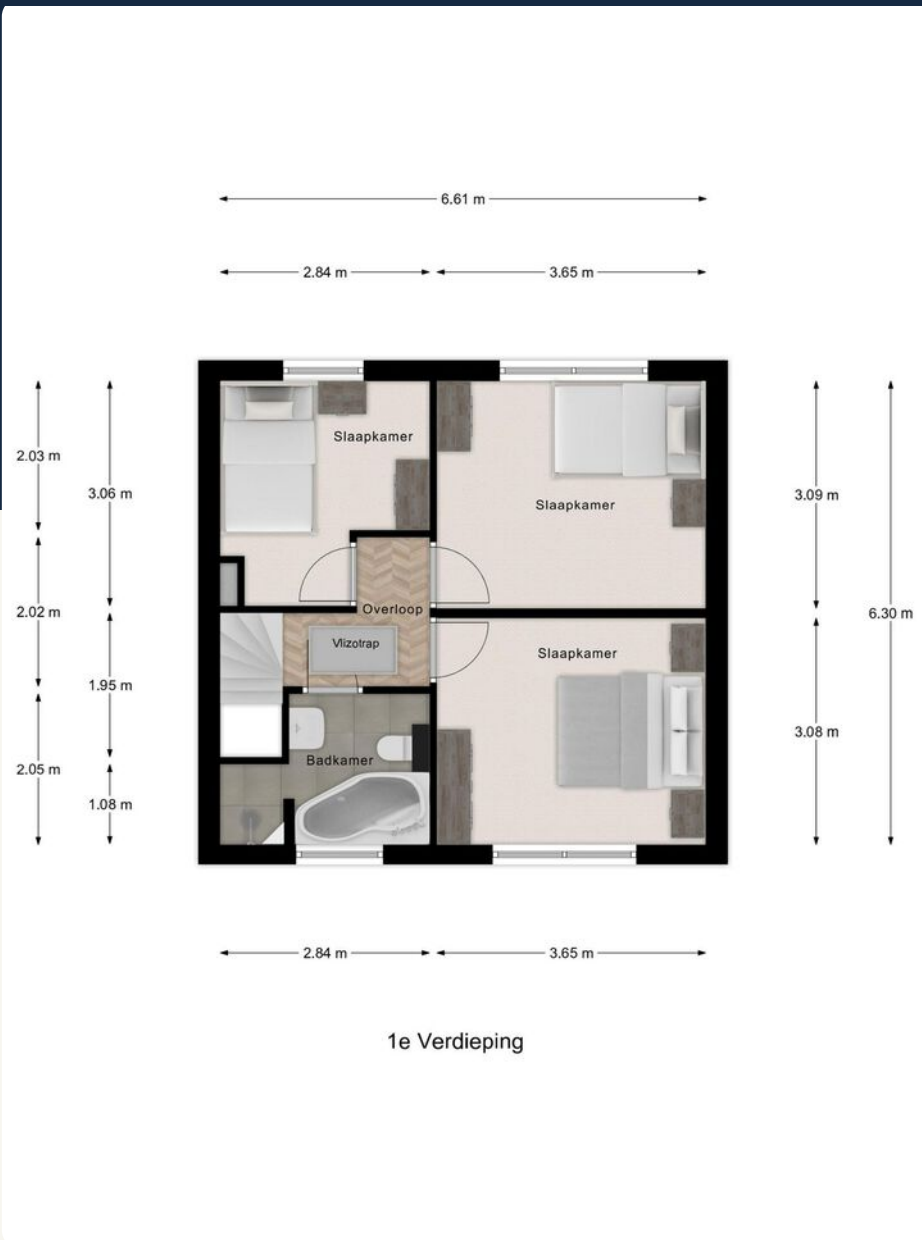 6.61 m
2.84 m
3.65 m
2.03 m
3.06 m
2.02 m
1.95 m
2.05 m
1.08 m
Slaapkamer
Slaapkamer
Overloop
Vlizotrap
Slaapkamer
Badkamer
3.09 m
6.30 m
3.08 m
2.84 m
3.65 m
1e Verdieping